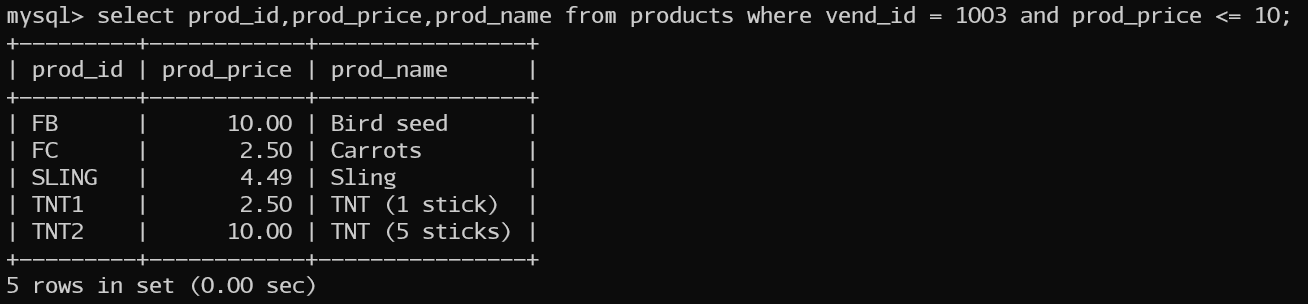 mysql> select prod_id,prod_price,prod_name from products where vend_id = 1003 and prod_price <= 10;
+---------+------------+----------------+
| prod_id | prod_price | prod_name      |
+---------+------------+----------------+
| FB      |      10.00 | Bird seed      |
| FC      |       2.50 | Carrots        |
| SLING   |       4.49 | Sling          |
| TNT1    |       2.50 | TNT (1 stick)  |
| TNT2    |      10.00 | TNT (5 sticks) |
+---------+------------+----------------+
5 rows in set (0.00 sec)